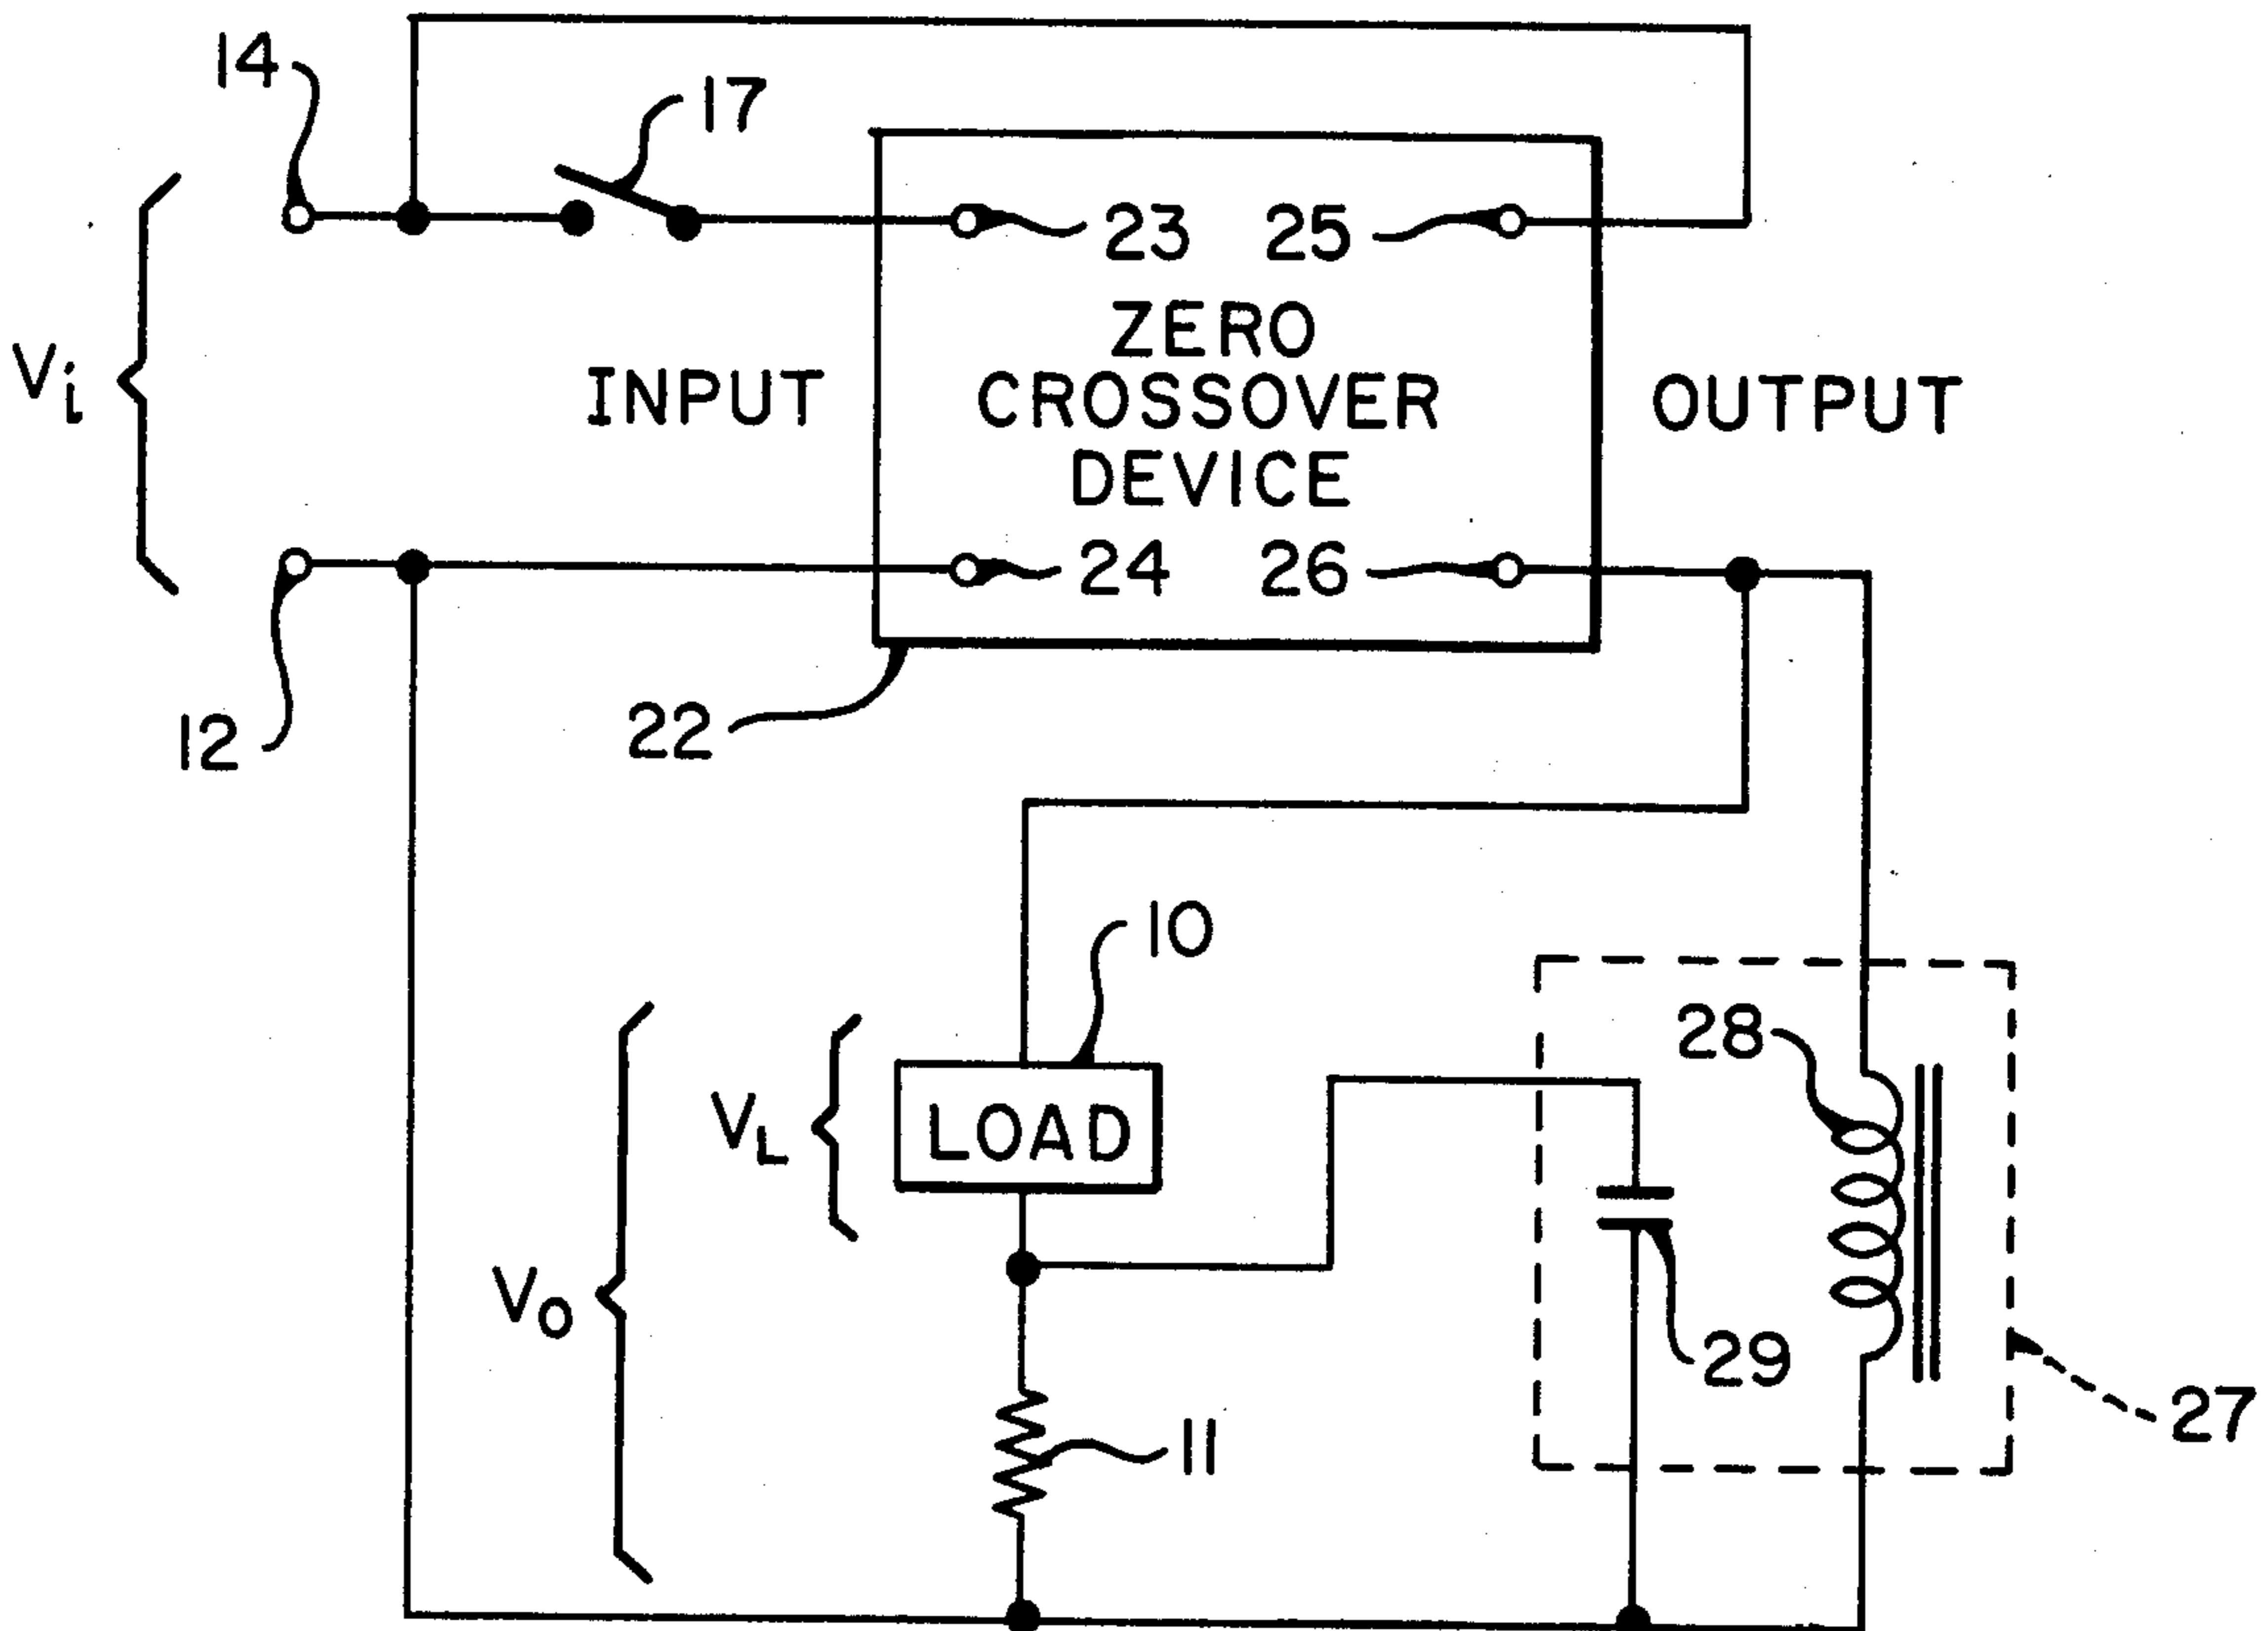 14
17
23 25
ZERO
Vi
INPUT
CROSSOVER
OUTPUT
DEVICE
24 26
12
22
10
28
VL
LOAD
VO
29
27
11